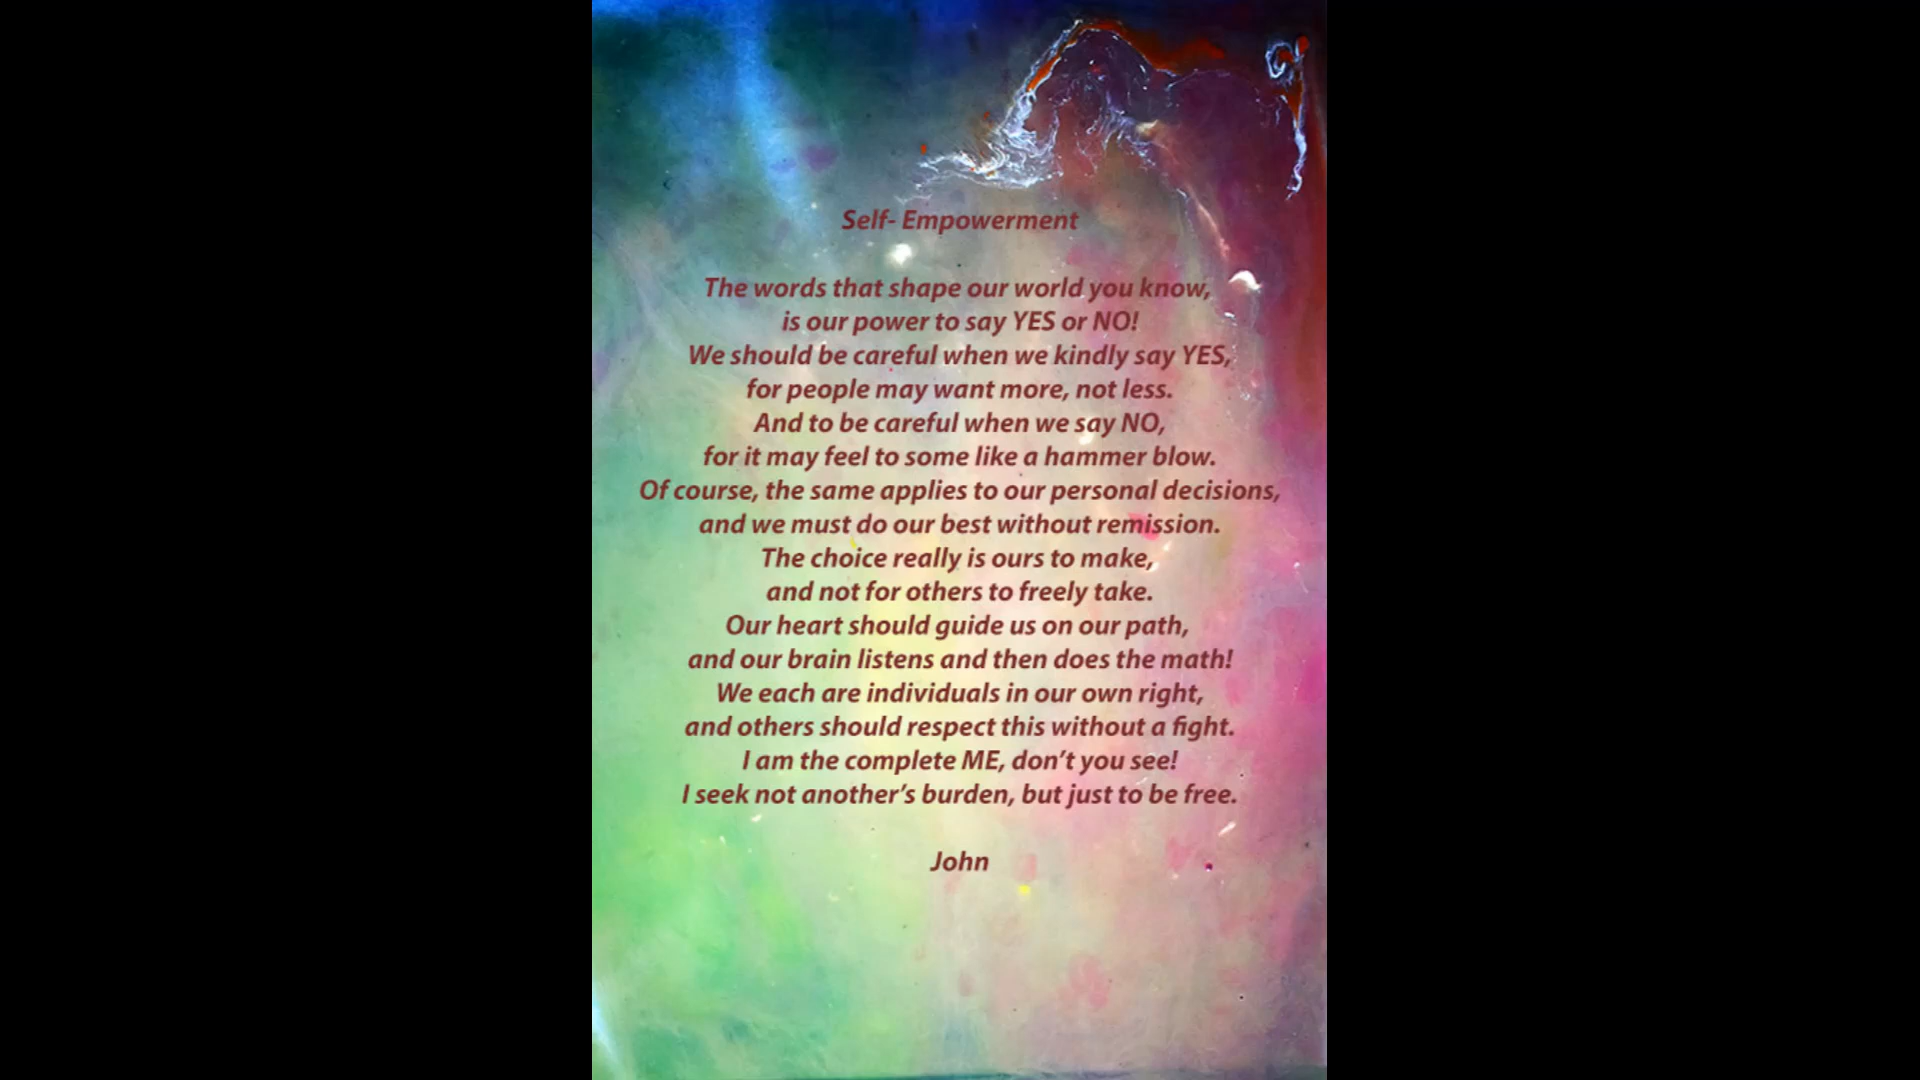 Self- Empowerment
The words that shape our world you know,
is our power to say YES or NO!
We should be careful when we kindly say YES,
for people may want more, not less.
And to be careful when we say NO,
for it may feel to some like a hammer blow.
Of course, the same applies to our personal decisions,
and we must do our best without remission.
The choice really is ours to make,
and not for others to freely take.
Our heart should guide us on our path,
and our brain listens and then does the math!
We each are individuals in our own right,
and others should respect this without a fight.
I am the complete ME, don’t you see!
I seek not another’s burden, but just to be free.
John